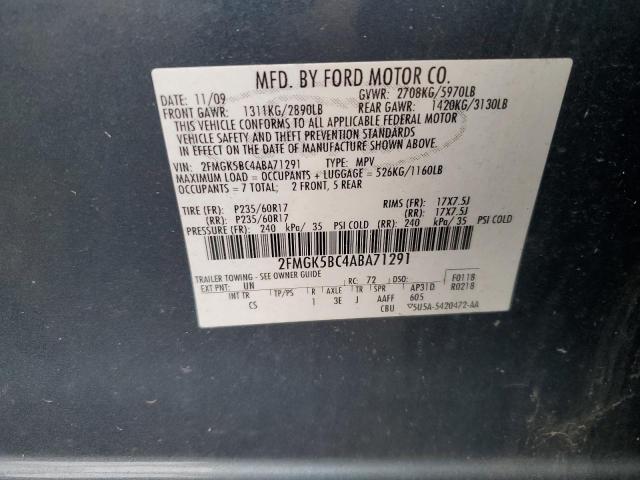 MFD. BY FORD MOTOR CO.
DATE: 11/09 GVWR: 2708KG/5970LB
FRONT GAWR: 1311KG/2890LB REAR GAWR: 1420KG/3130LB
THIS VEHICLE CONFORMS TO ALL APPLICABLE FEDERAL MOTOR
VEHICLE SAFETY AND THEFT PREVENTION STANDARDS
IN EFFECT ON THE DATE OF MANUFACTURE SHOWN ABOVE.
VIN: 2FMGK5BC4ABA71291 TYPE: MPV
MAXIMUM LOAD = OCCUPANTS + LUGGAGE = 526KG/1160LB
OCCUPANTS = 7 TOTAL; 2 FRONT, 5 REAR
TIRE (FR): P235/60R17 RIMS (FR): 17X7.5J
(RR): P235/60R17 (RR): 17X7.5J
PRESSURE (FR): 240 kPa/ 35 PSI COLD (RR): 240 kPa/ 35 PSI COLD
2FMGK5BC4ABA71291
TRAILER TOWING - SEE OWNER GUIDE
EXT PNT: UN RC: 72 DSO: F0118
INT TR TP/PS R AXLE TR SPR AP31D R0218
CS 1 3E J AAFF 605
CBU 5U5A-5420472-AA